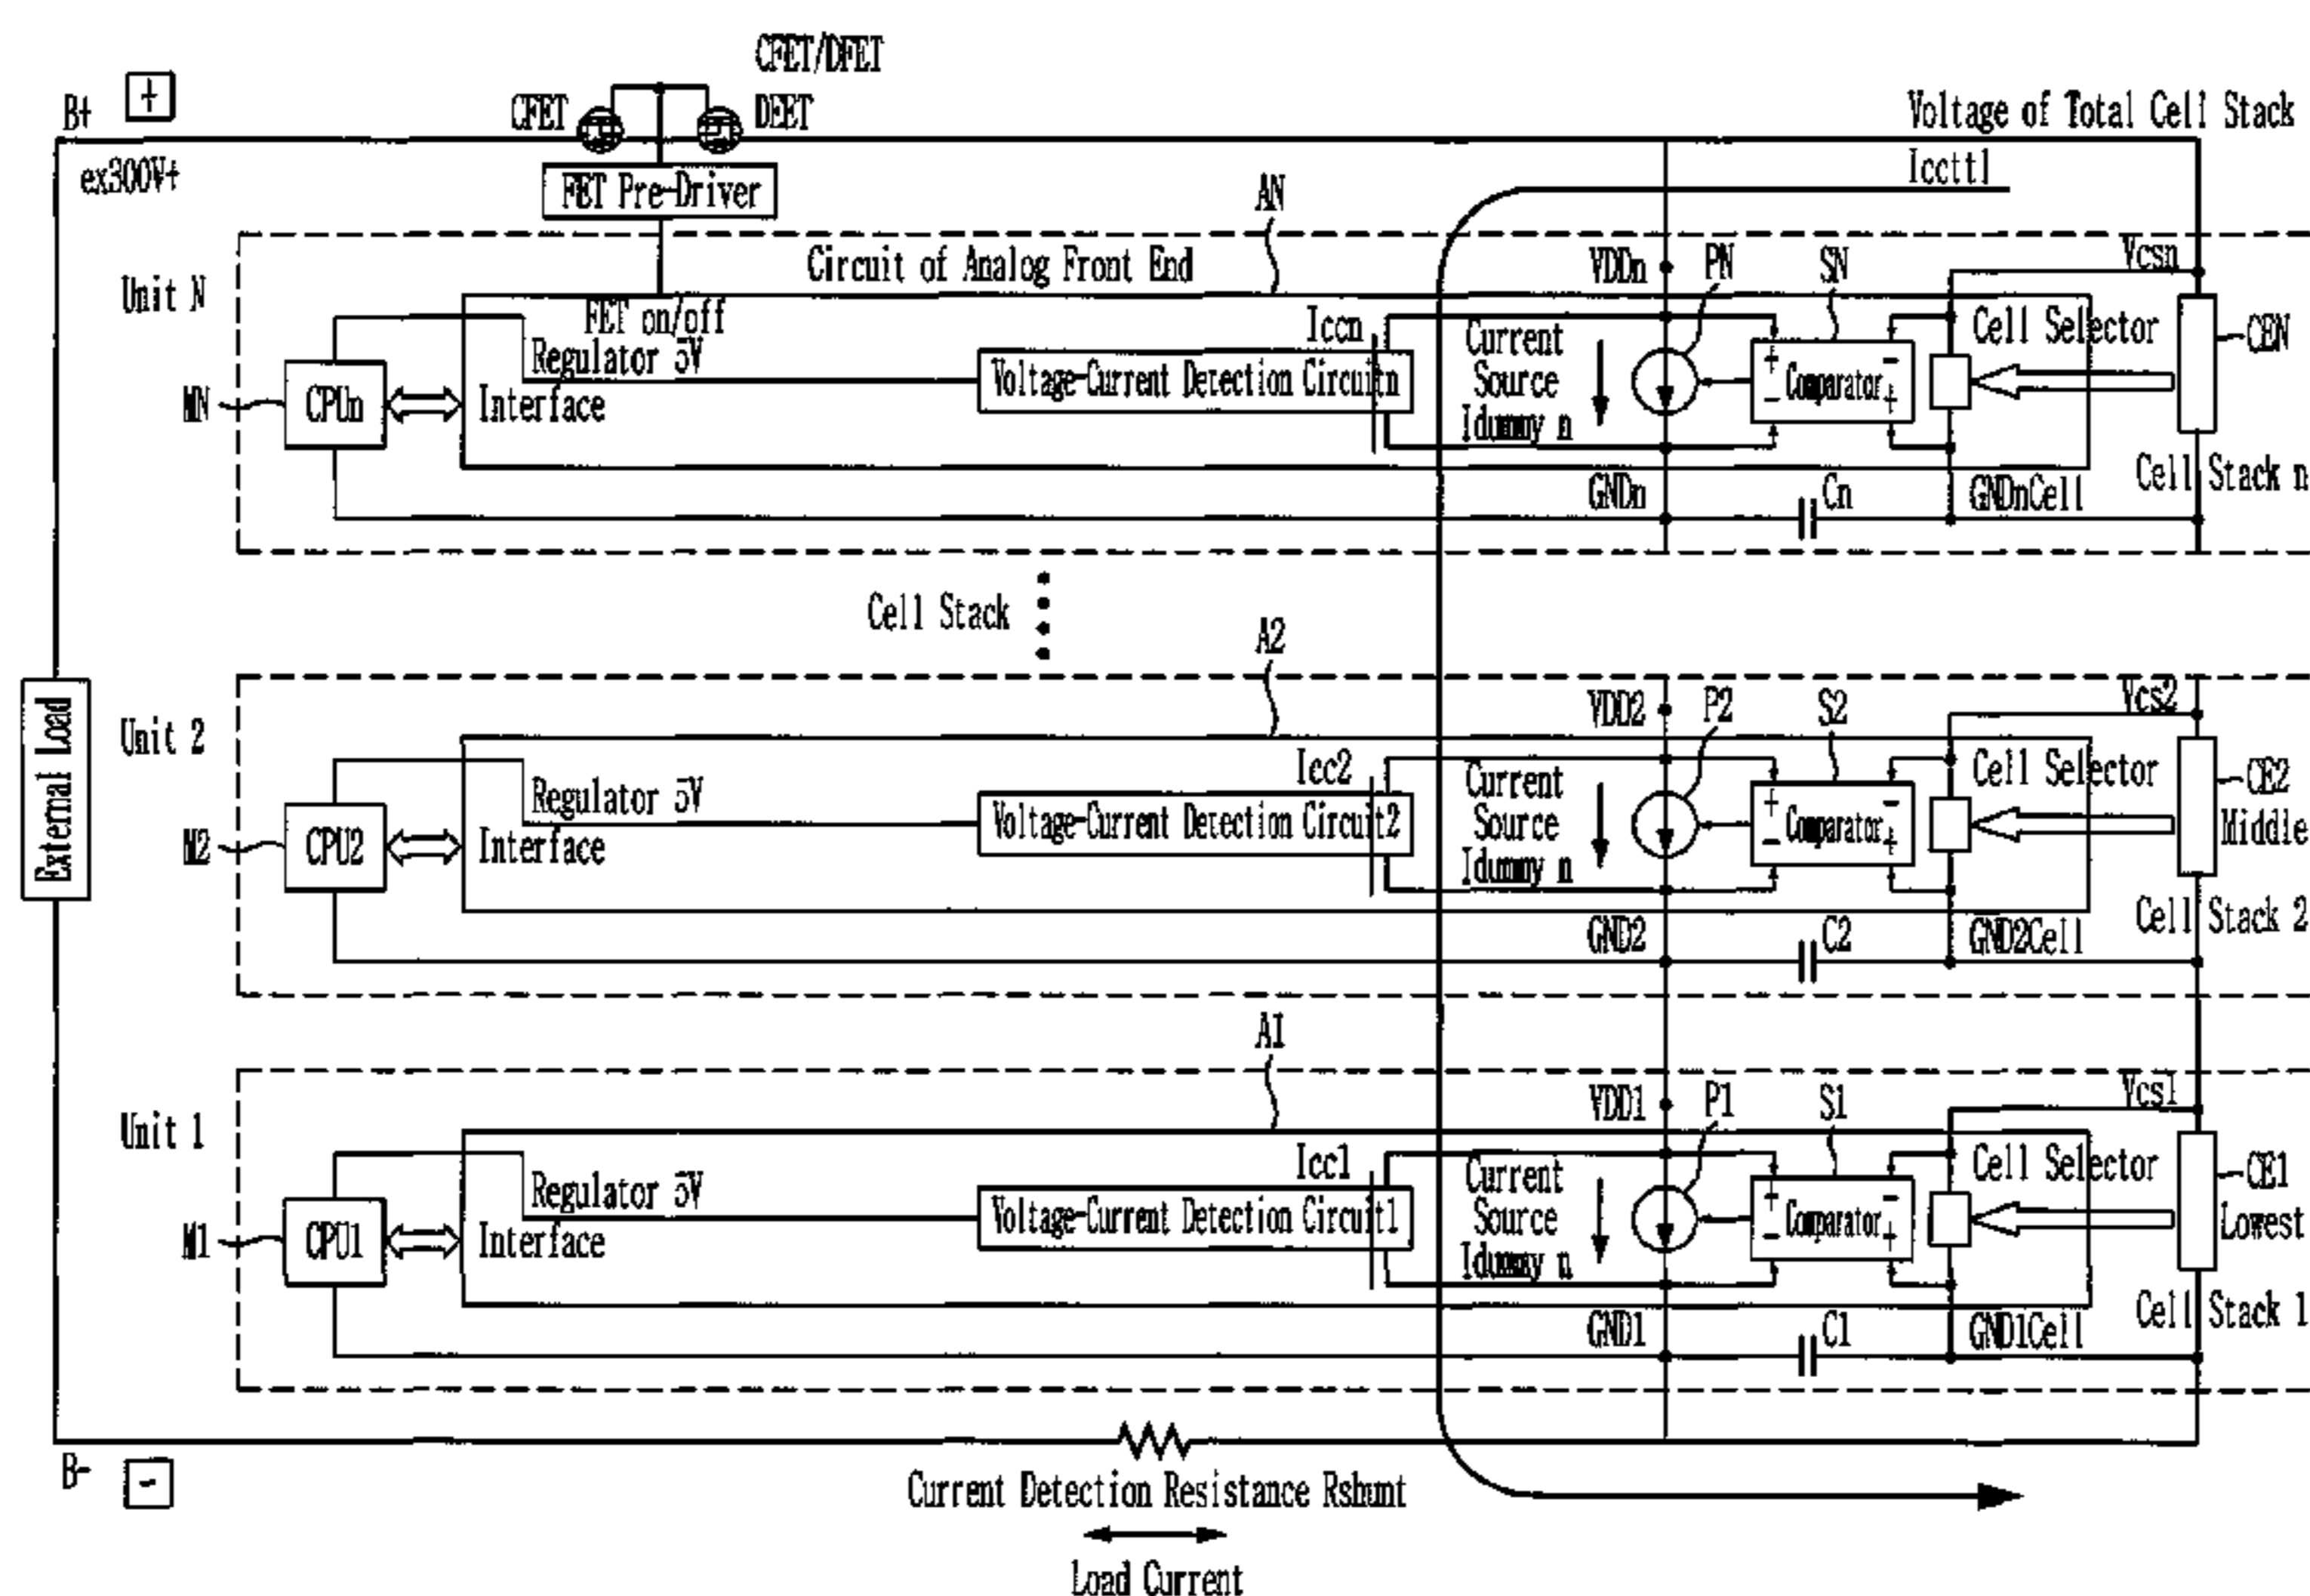 CFET/DFET
B+
+
CFET
DEET
Voltage of Total Cell Stack
ex300V+
FET Pre-Driver
AN
Iccttl
Unit N
Circuit of Analog Front End
VDDn
PN
SN
Vcsn
FET on/off
Iccn
Current
Source
Idummy n
Cell Selector
CEN
Regulator 5V
Voltage-Current Detection Circuitn
+
-
Comparator
-
+
MN
CPUn
Interface
GNDn
Cn
GNDnCell
Cell Stack n
Cell Stack
A2
External Load
Unit 2
VDD2
P2
S2
Vcs2
Icc2
Current
Source
Idummy n
Cell Selector
CE2
Middle
Regulator 5V
Voltage-Current Detection Circuit2
+
-
Comparator
-
+
M2
CPU2
Interface
GND2
C2
GND2Cell
Cell Stack 2
A1
Unit 1
VDD1
P1
S1
Vcs1
Icc1
Current
Source
Idummy n
Cell Selector
CE1
Lowest
Regulator 5V
Voltage-Current Detection Circuit1
+
-
Comparator
-
+
M1
CPU1
Interface
GND1
C1
GND1Cell
Cell Stack 1
B-
-
Current Detection Resistance Rshunt
Load Current